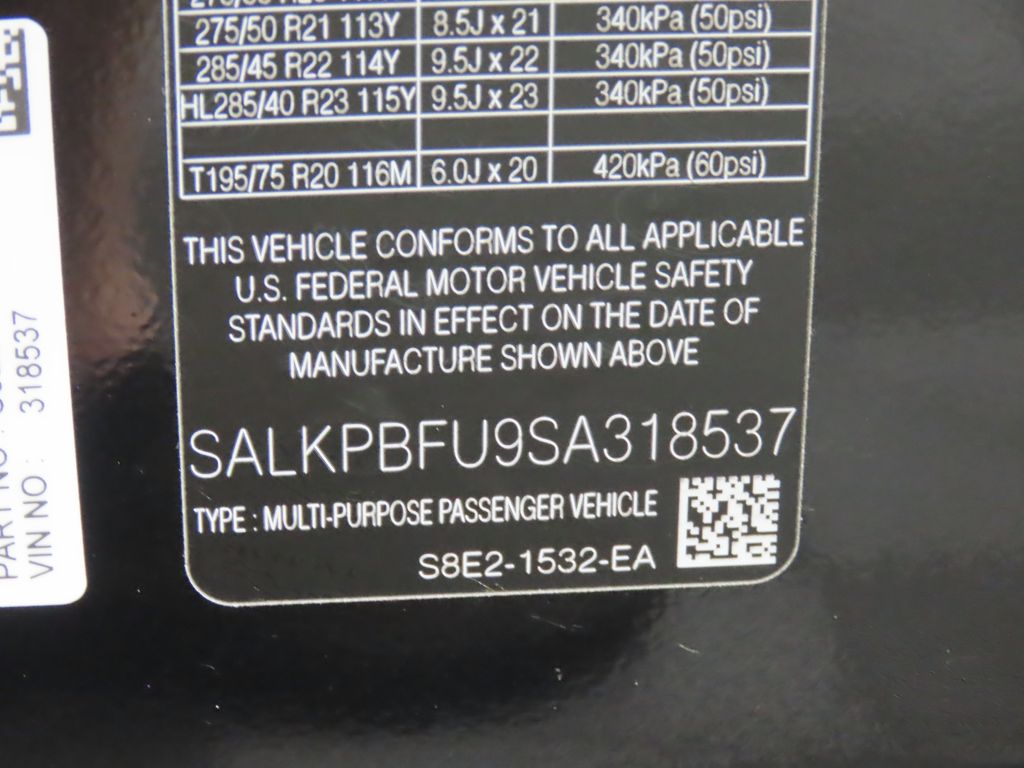 275/50 R21 113Y 8.5J x 21 340kPa (50psi)
285/45 R22 114Y 9.5J x 22 340kPa (50psi)
HL285/40 R23 115Y 9.5J x 23 340kPa (50psi)
T195/75 R20 116M 6.0J x 20 420kPa (60psi)
THIS VEHICLE CONFORMS TO ALL APPLICABLE
U.S. FEDERAL MOTOR VEHICLE SAFETY
STANDARDS IN EFFECT ON THE DATE OF
MANUFACTURE SHOWN ABOVE
SALKPBFU9SA318537
TYPE : MULTI-PURPOSE PASSENGER VEHICLE
S8E2-1532-EA
PART NO :
VIN NO : 318537